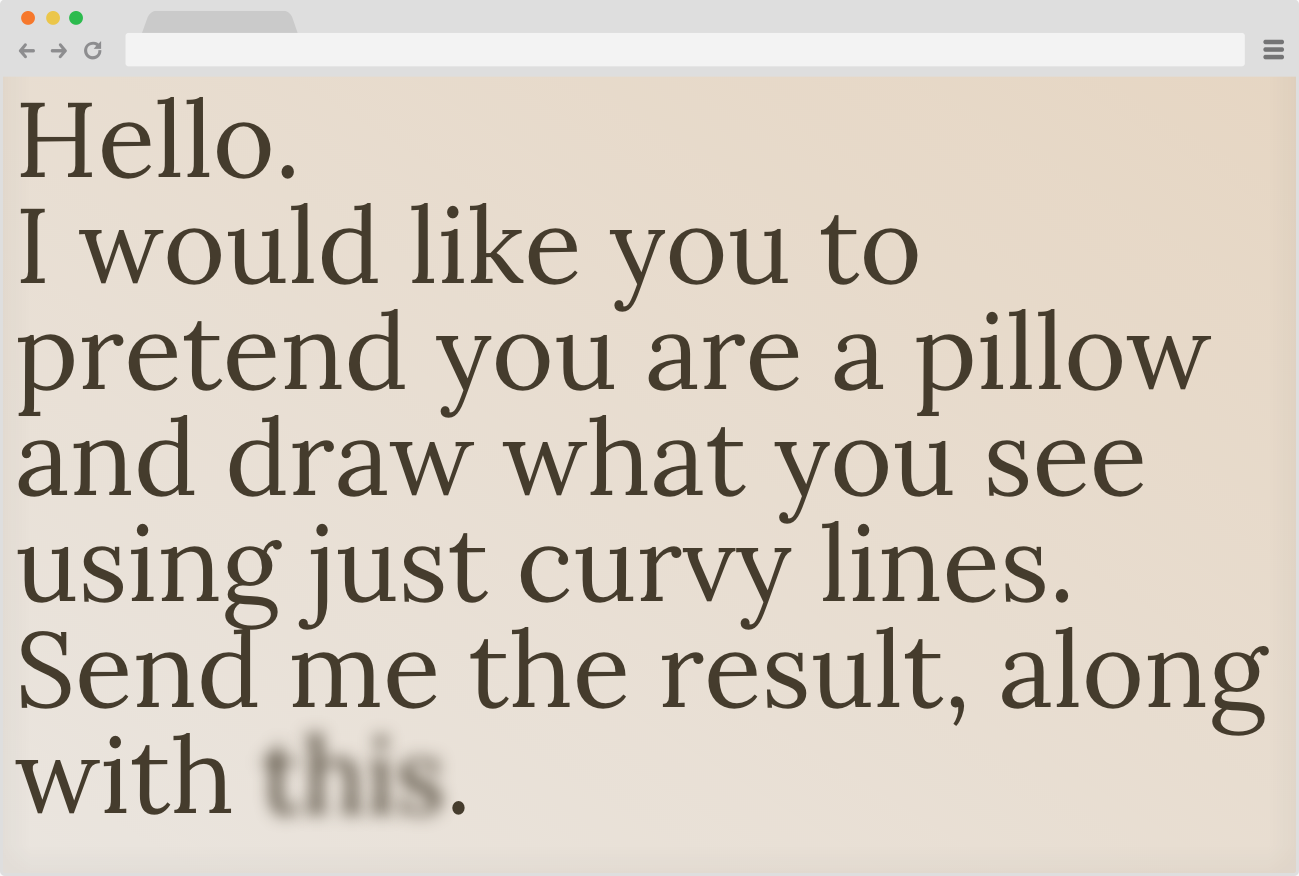 Hello.
I would like you to
pretend you are a pillow
and draw what you see
using just curvy lines.
Send me the result, along
with this.